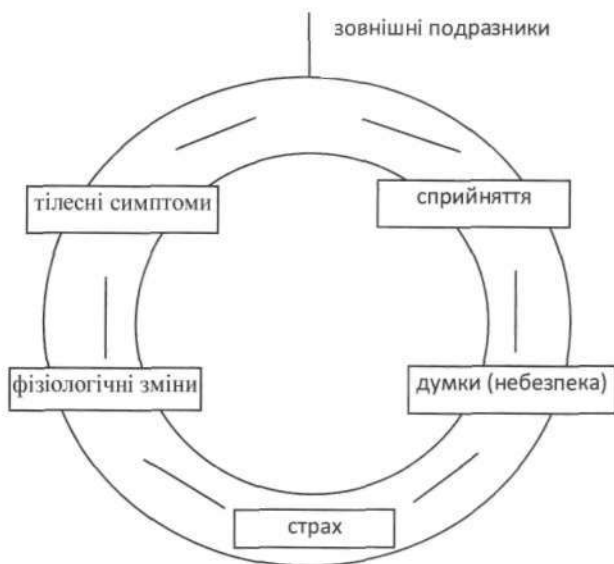 зовнішні подразники
тілесні симптоми
сприйняття
фізіологічні зміни
думки (небезпека)
страх